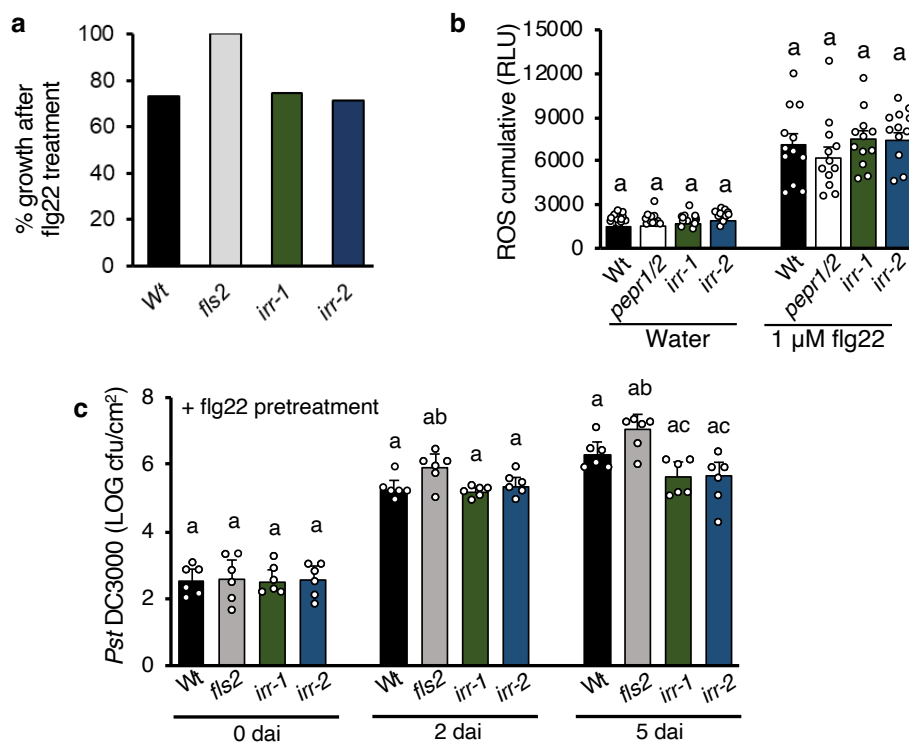 a
% growth after
flg22 treatment
100
80
60
40
20
0
Wt
fls2
irr-1
irr-2
b
ROS cumulative (RLU)
15000
12000
9000
6000
3000
0
a a a a
a a a a
Wt
pepr1/2
irr-1
irr-2
Wt
pepr1/2
irr-1
irr-2
Water
1 µM flg22
c
+ flg22 pretreatment
Pst DC3000 (LOG cfu/cm²)
8
6
4
2
0
a a a a
a ab a a
a ab ac ac
Wt
fls2
irr-1
irr-2
Wt
fls2
irr-1
irr-2
Wt
fls2
irr-1
irr-2
0 dai
2 dai
5 dai